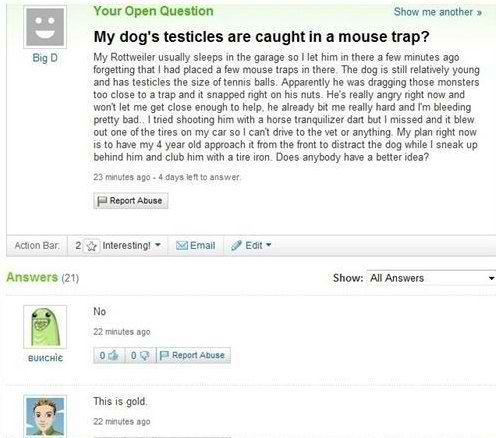 Your Open Question
Show me another »
My dog's testicles are caught in a mouse trap?
Big D
My Rottweiler usually sleeps in the garage so I let him in there a few minutes ago
forgetting that I had placed a few mouse traps in there. The dog is still relatively young
and has testicles the size of tennis balls. Apparently he was dragging those monsters
too close to a trap and it snapped right on his nuts. He's really angry right now and
won't let me get close enough to help, he already bit me really hard and I'm bleeding
pretty bad.. I tried shooting him with a horse tranquilizer dart but I missed and it blew
out one of the tires on my car so I can't drive to the vet or anything. My plan right now
is to have my 4 year old approach it from the front to distract the dog while I sneak up
behind him and club him with a tire iron. Does anybody have a better idea?
23 minutes ago - 4 days left to answer.
Report Abuse
Action Bar: 2 Interesting! Email Edit
Answers (21)
Show: All Answers
No
вuиcнiє
22 minutes ago
0 0 Report Abuse
This is gold.
22 minutes ago